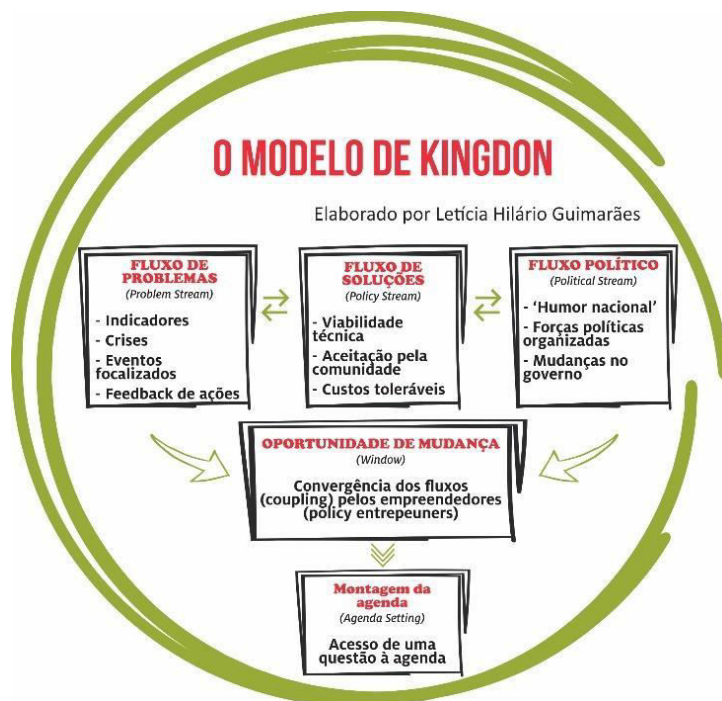 O MODELO DE KINGDON
Elaborado por Letícia Hilário Guimarães
FLUXO DE
PROBLEMAS
(Problem Stream)
- Indicadores
- Crises
- Eventos
focalizados
- Feedback de ações
FLUXO DE
SOLUÇÕES
(Policy Stream)
- Viabilidade
técnica
- Aceitação pela
comunidade
- Custos toleráveis
FLUXO POLÍTICO
(Political Stream)
- ‘Humor nacional’
- Forças políticas
organizadas
- Mudanças no
governo
OPORTUNIDADE DE MUDANÇA
(Window)
Convergência dos fluxos
(coupling) pelos empreendedores
(policy entrepeuners)
Montagem da
agenda
(Agenda Setting)
Acesso de uma
questão à agenda